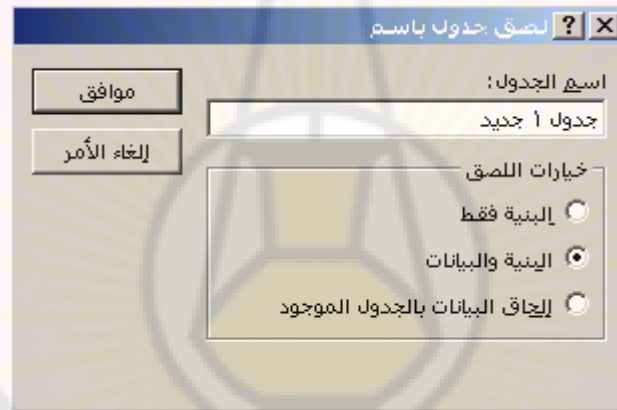 لصق جدول باسم
اسم الجدول:
جدول ١ جديد
موافق
إلغاء الأمر
خيارات اللصق
البنية فقط
البنية والبيانات
إلحاق البيانات بالجدول الموجود